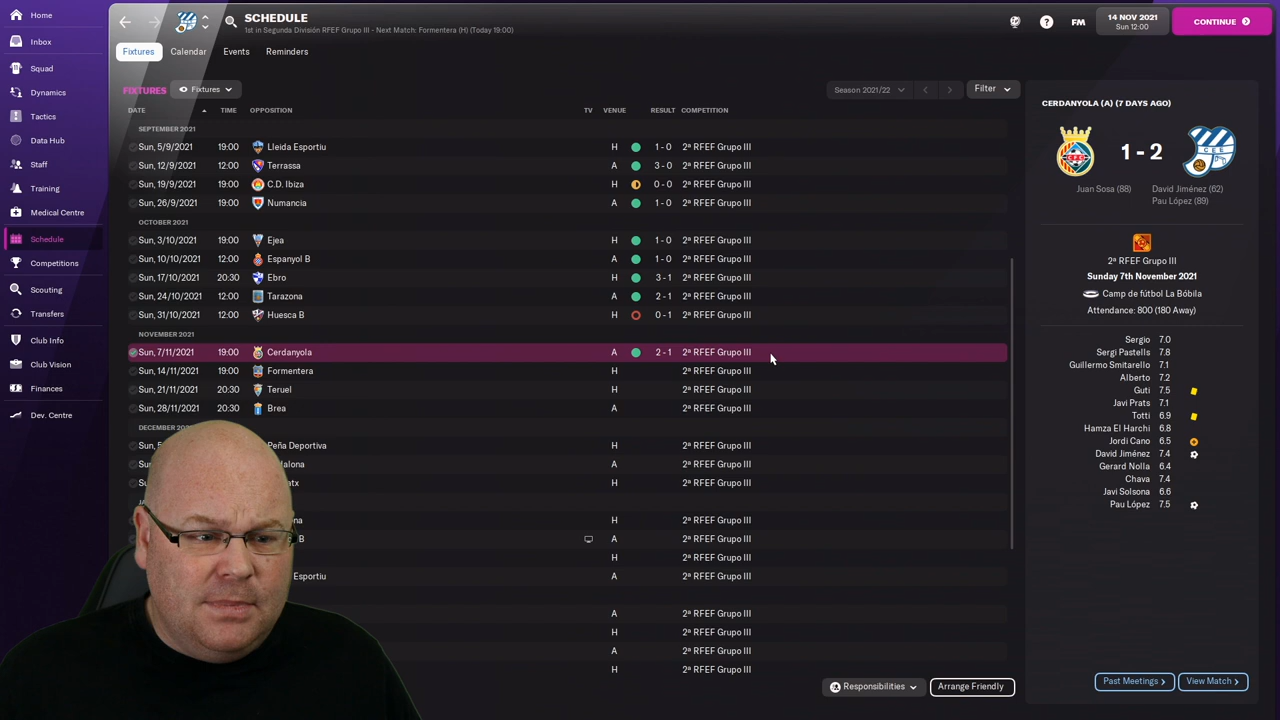 Home
Inbox
Squad
Dynamics
Tactics
Data Hub
Staff
Training
Medical Centre
Schedule
Competitions
Scouting
Transfers
Club Info
Club Vision
Finances
Dev. Centre
SCHEDULE
1st in Segunda División RFEF Grupo III - Next Match: Formentera (H) (Today 19:00)
FM
14 NOV 2021
Sun 12:00
CONTINUE
Fixtures Calendar Events Reminders
FIXTURES Fixtures Season 2021/22 Filter
DATE TIME OPPOSITION TV VENUE RESULT COMPETITION
SEPTEMBER 2021
Sun, 5/9/2021 19:00 Lleida Esportiu H 1 - 0 2ª RFEF Grupo III
Sun, 12/9/2021 12:00 Terrassa A 3 - 0 2ª RFEF Grupo III
Sun, 19/9/2021 19:00 C.D. Ibiza H 0 - 0 2ª RFEF Grupo III
Sun, 26/9/2021 19:00 Numancia A 1 - 0 2ª RFEF Grupo III
OCTOBER 2021
Sun, 3/10/2021 19:00 Ejea H 1 - 0 2ª RFEF Grupo III
Sun, 10/10/2021 12:00 Espanyol B A 1 - 0 2ª RFEF Grupo III
Sun, 17/10/2021 20:30 Ebro H 3 - 1 2ª RFEF Grupo III
Sun, 24/10/2021 12:00 Tarazona A 2 - 1 2ª RFEF Grupo III
Sun, 31/10/2021 12:00 Huesca B H 0 - 1 2ª RFEF Grupo III
NOVEMBER 2021
Sun, 7/11/2021 19:00 Cerdanyola A 2 - 1 2ª RFEF Grupo III
Sun, 14/11/2021 19:00 Formentera H 2ª RFEF Grupo III
Sun, 21/11/2021 20:30 Teruel H 2ª RFEF Grupo III
Sun, 28/11/2021 20:30 Brea A 2ª RFEF Grupo III
DECEMBER 20
Sun, 5 Peña Deportiva H 2ª RFEF Grupo III
Sun, alona A 2ª RFEF Grupo III
Su atx H 2ª RFEF Grupo III
ena H 2ª RFEF Grupo III
B A 2ª RFEF Grupo III
H 2ª RFEF Grupo III
Esportiu A 2ª RFEF Grupo III
A 2ª RFEF Grupo III
H 2ª RFEF Grupo III
A 2ª RFEF Grupo III
H 2ª RFEF Grupo III
Responsibilities Arrange Friendly
CERDANYOLA (A) (7 DAYS AGO)
1 - 2
Juan Sosa (88) David Jiménez (62)
Pau López (89)
2ª RFEF Grupo III
Sunday 7th November 2021
Camp de fútbol La Bóbila
Attendance: 800 (180 Away)
Sergio 7.0
Sergi Pastells 7.8
Guillermo Smitarello 7.1
Alberto 7.2
Guti 7.5
Javi Prats 7.1
Totti 6.9
Hamza El Harchi 6.8
Jordi Cano 6.5
David Jiménez 7.4
Gerard Nolla 6.4
Chava 7.4
Javi Solsona 6.6
Pau López 7.5
Past Meetings View Match